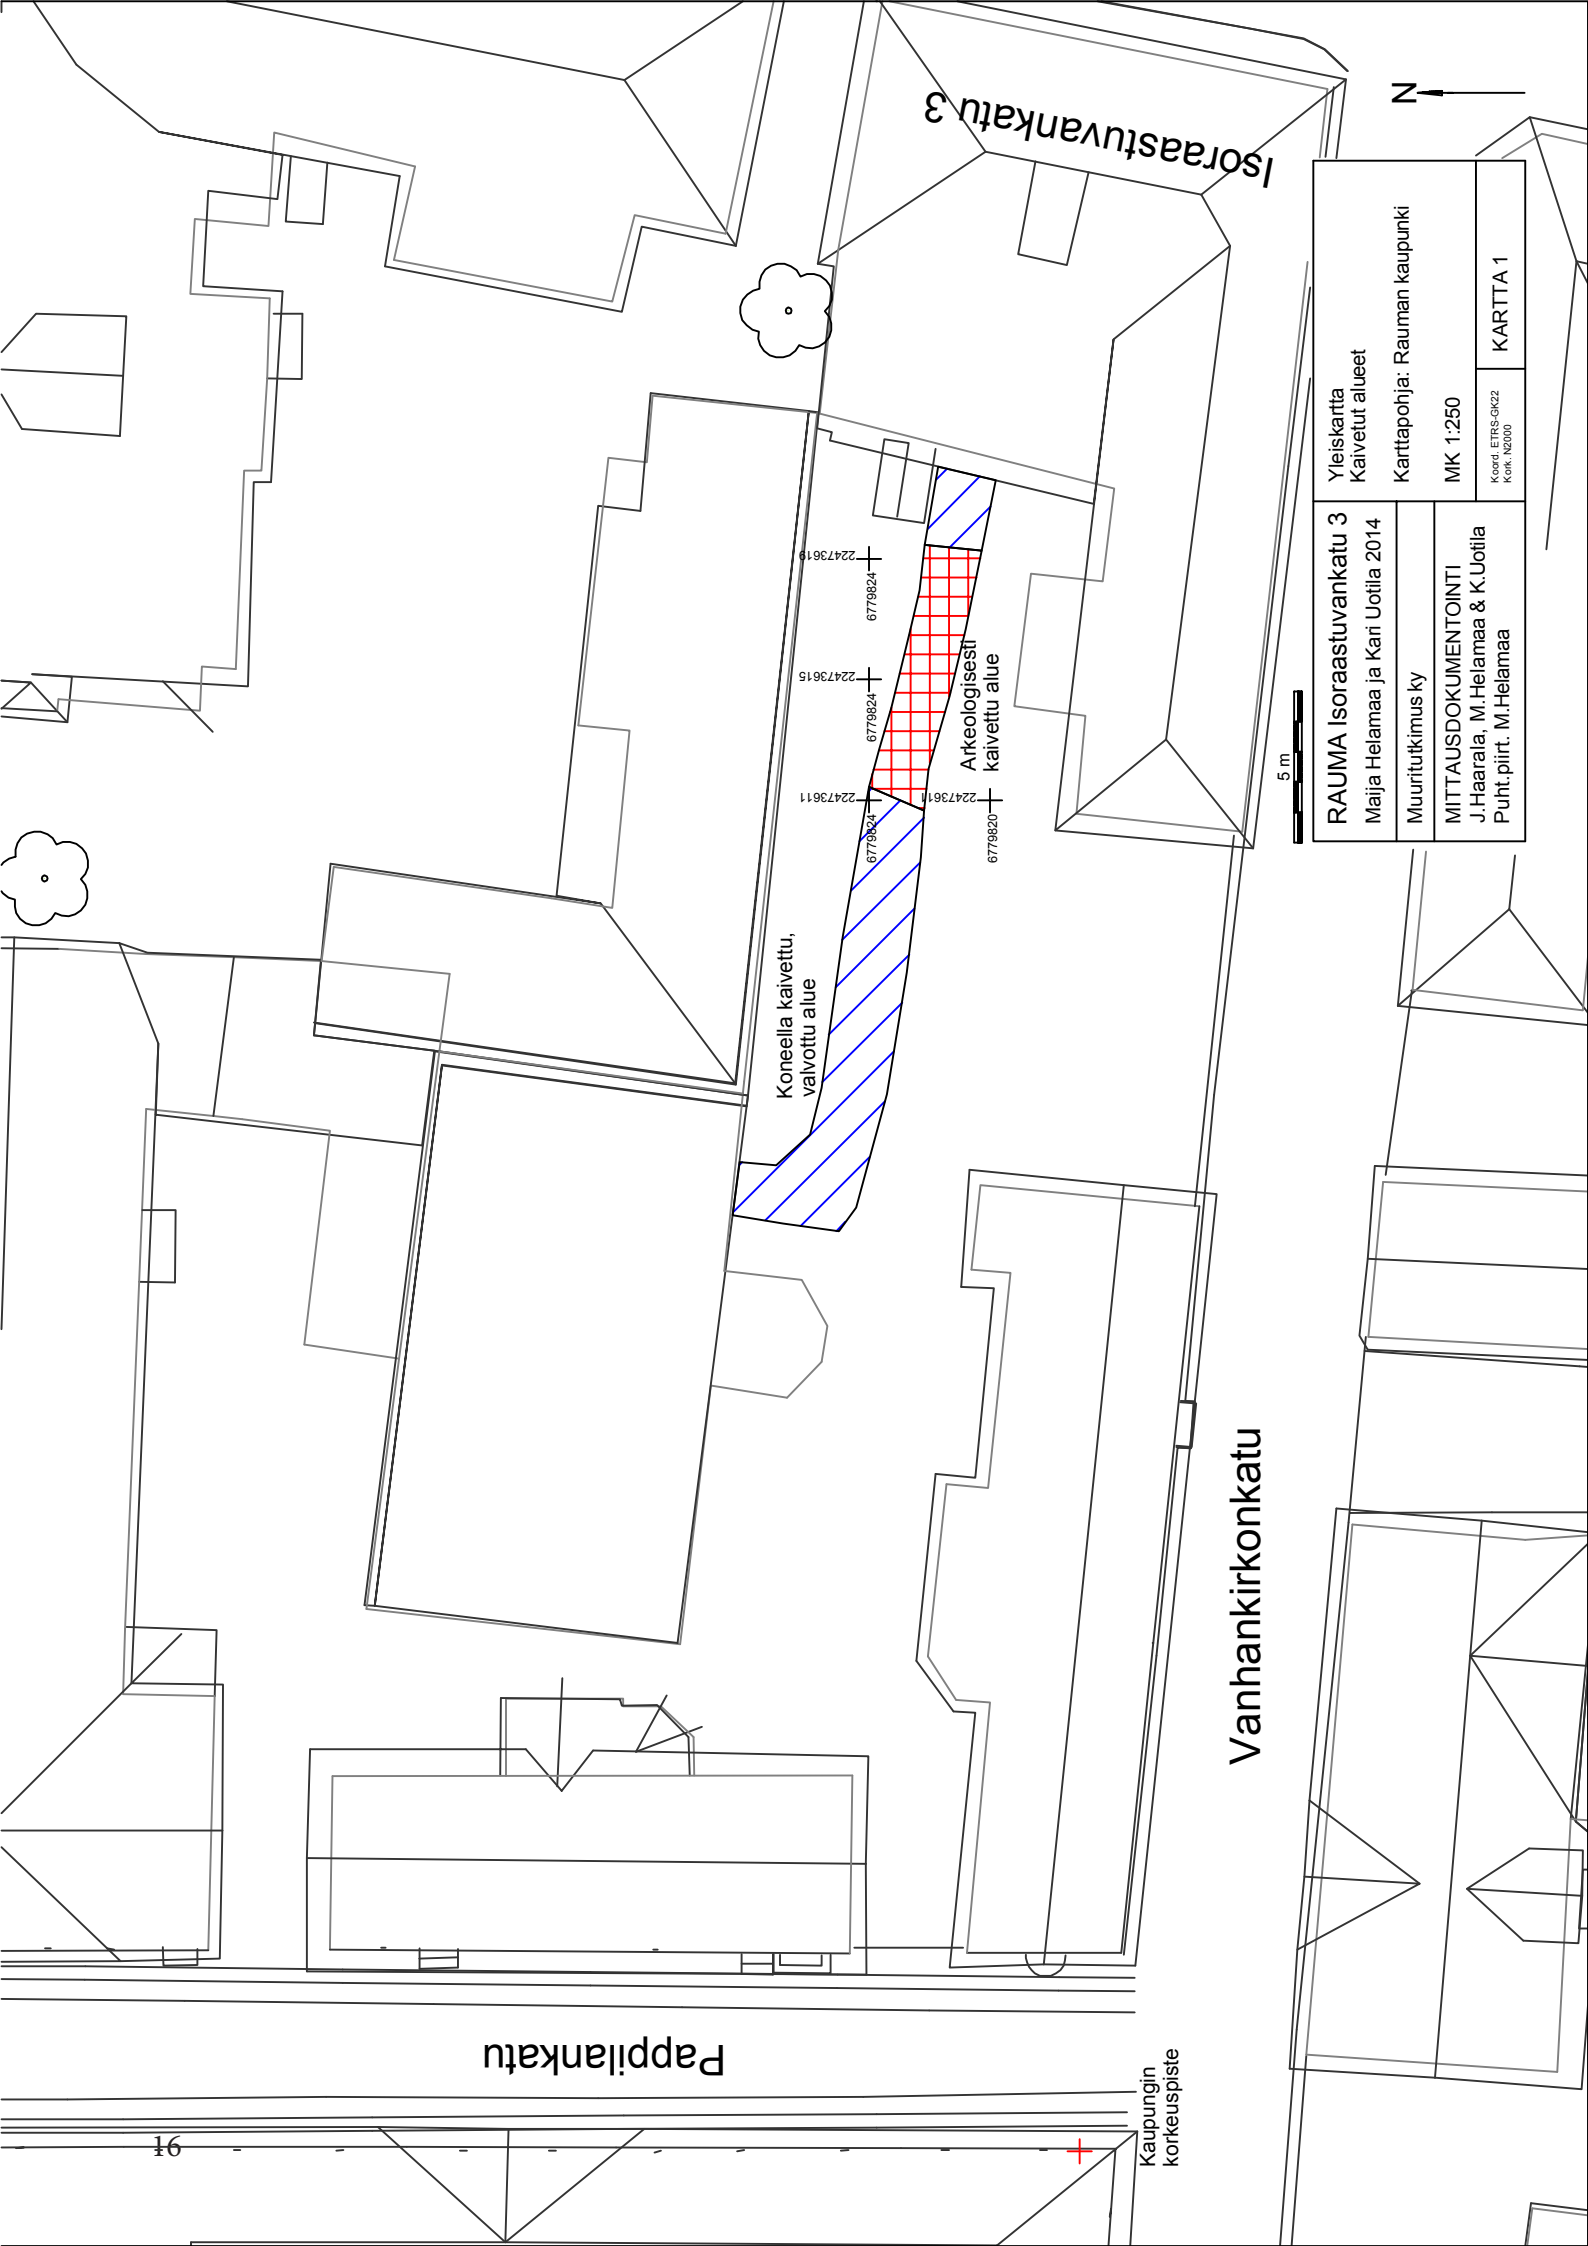 Isoraastuvankatu 3
N
22473619
6779824
22473615
6779824
22473611
6779824
22473611
6779820
Arkeologisesti
kaivettu alue
Koneella kaivettu,
valvottu alue
5 m
RAUMA Isoraastuvankatu 3
Maija Helamaa ja Kari Uotila 2014
Muuritutkimus ky
MITTAUSDOKUMENTOINTI
J.Haarala, M.Helamaa & K.Uotila
Puht.piirt. M.Helamaa
Yleiskartta
Kaivetut alueet
Karttapohja: Rauman kaupunki
MK 1:250
Koord. ETRS-GK22
Kork. N2000
KARTTA 1
Vanhankirkonkatu
Pappilankatu
Kaupungin
korkeuspiste
16